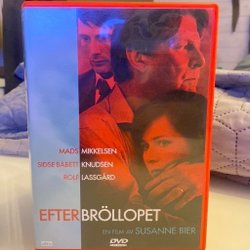 MADS MIKKELSEN
SIDSE BABETT KNUDSEN
ROLF LASSGÅRD
EFTER BRÖLLOPET
EN FILM AV SUSANNE BIER
DVD